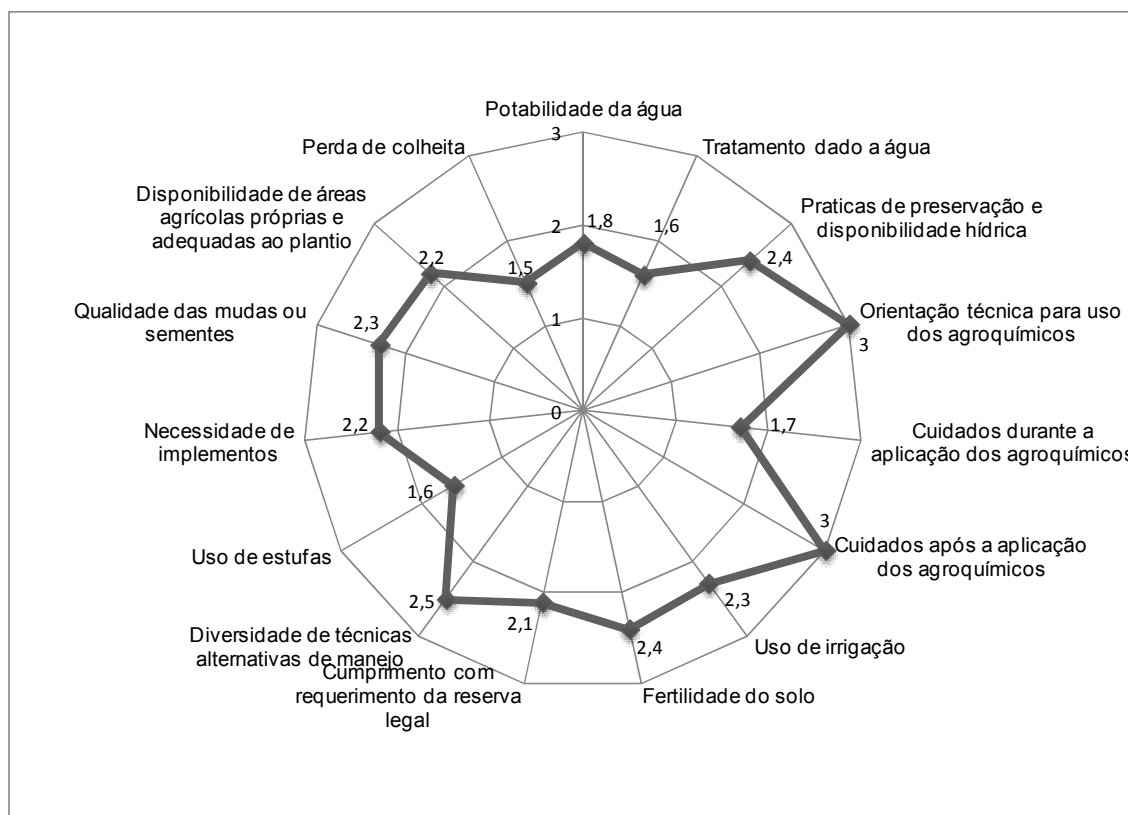 Potabilidade da água
3
Tratamento dado a água
Perda de colheita
Disponibilidade de áreas
agrícolas próprias e
adequadas ao plantio
Praticas de preservação e
disponibilidade hídrica
2
1,8
1,6
2,4
2,2
1,5
Qualidade das mudas ou
sementes
Orientação técnica para uso
dos agroquímicos
3
2,3
1
0
Necessidade de
implementos
2,2
1,7
Cuidados durante a
aplicação dos agroquímicos
1,6
3
Uso de estufas
Cuidados após a aplicação
dos agroquímicos
2,5
2,1
2,4
2,3
Diversidade de técnicas
alternativas de manejo
Uso de irrigação
Cumprimento com
requerimento da reserva
legal
Fertilidade do solo